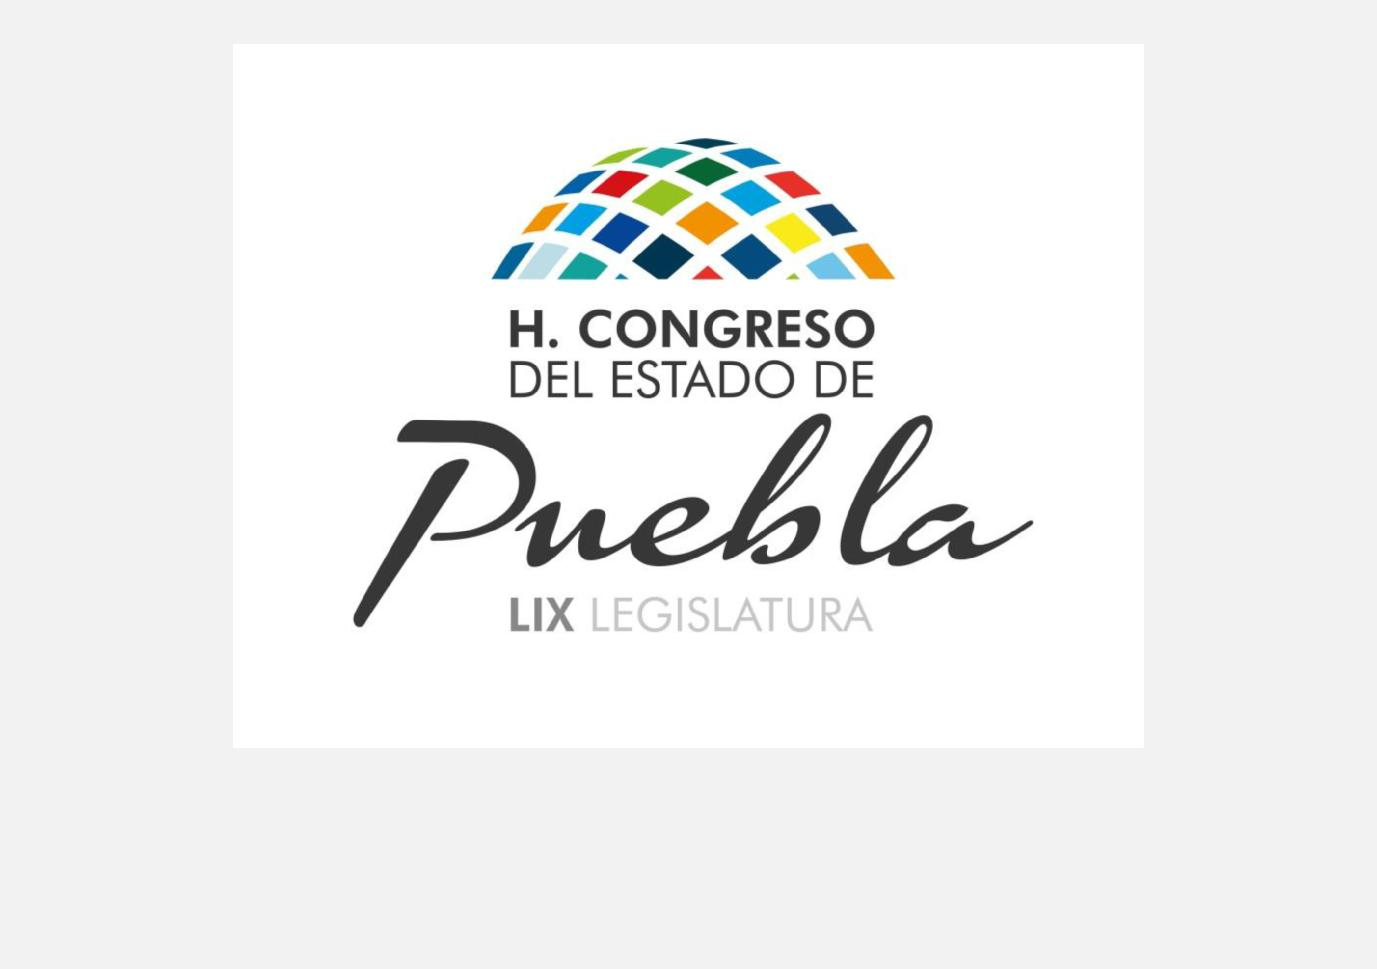 H. CONGRESO
DEL ESTADO DE
Puebla
LIX LEGISLATURA